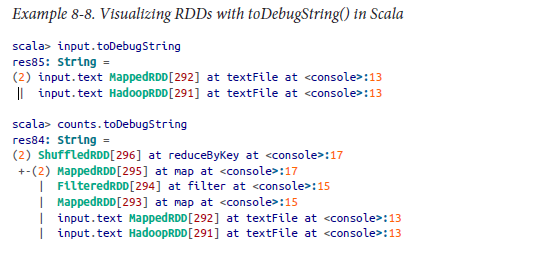 Example 8-8. Visualizing RDDs with toDebugString() in Scala
scala> input.toDebugString
res85: String =
(2) input.text MappedRDD[292] at textFile at <console>:13
 |  input.text HadoopRDD[291] at textFile at <console>:13
scala> counts.toDebugString
res84: String =
(2) ShuffledRDD[296] at reduceByKey at <console>:17
 +-(2) MappedRDD[295] at map at <console>:17
    |  FilteredRDD[294] at filter at <console>:15
    |  MappedRDD[293] at map at <console>:15
    |  input.text MappedRDD[292] at textFile at <console>:13
    |  input.text HadoopRDD[291] at textFile at <console>:13